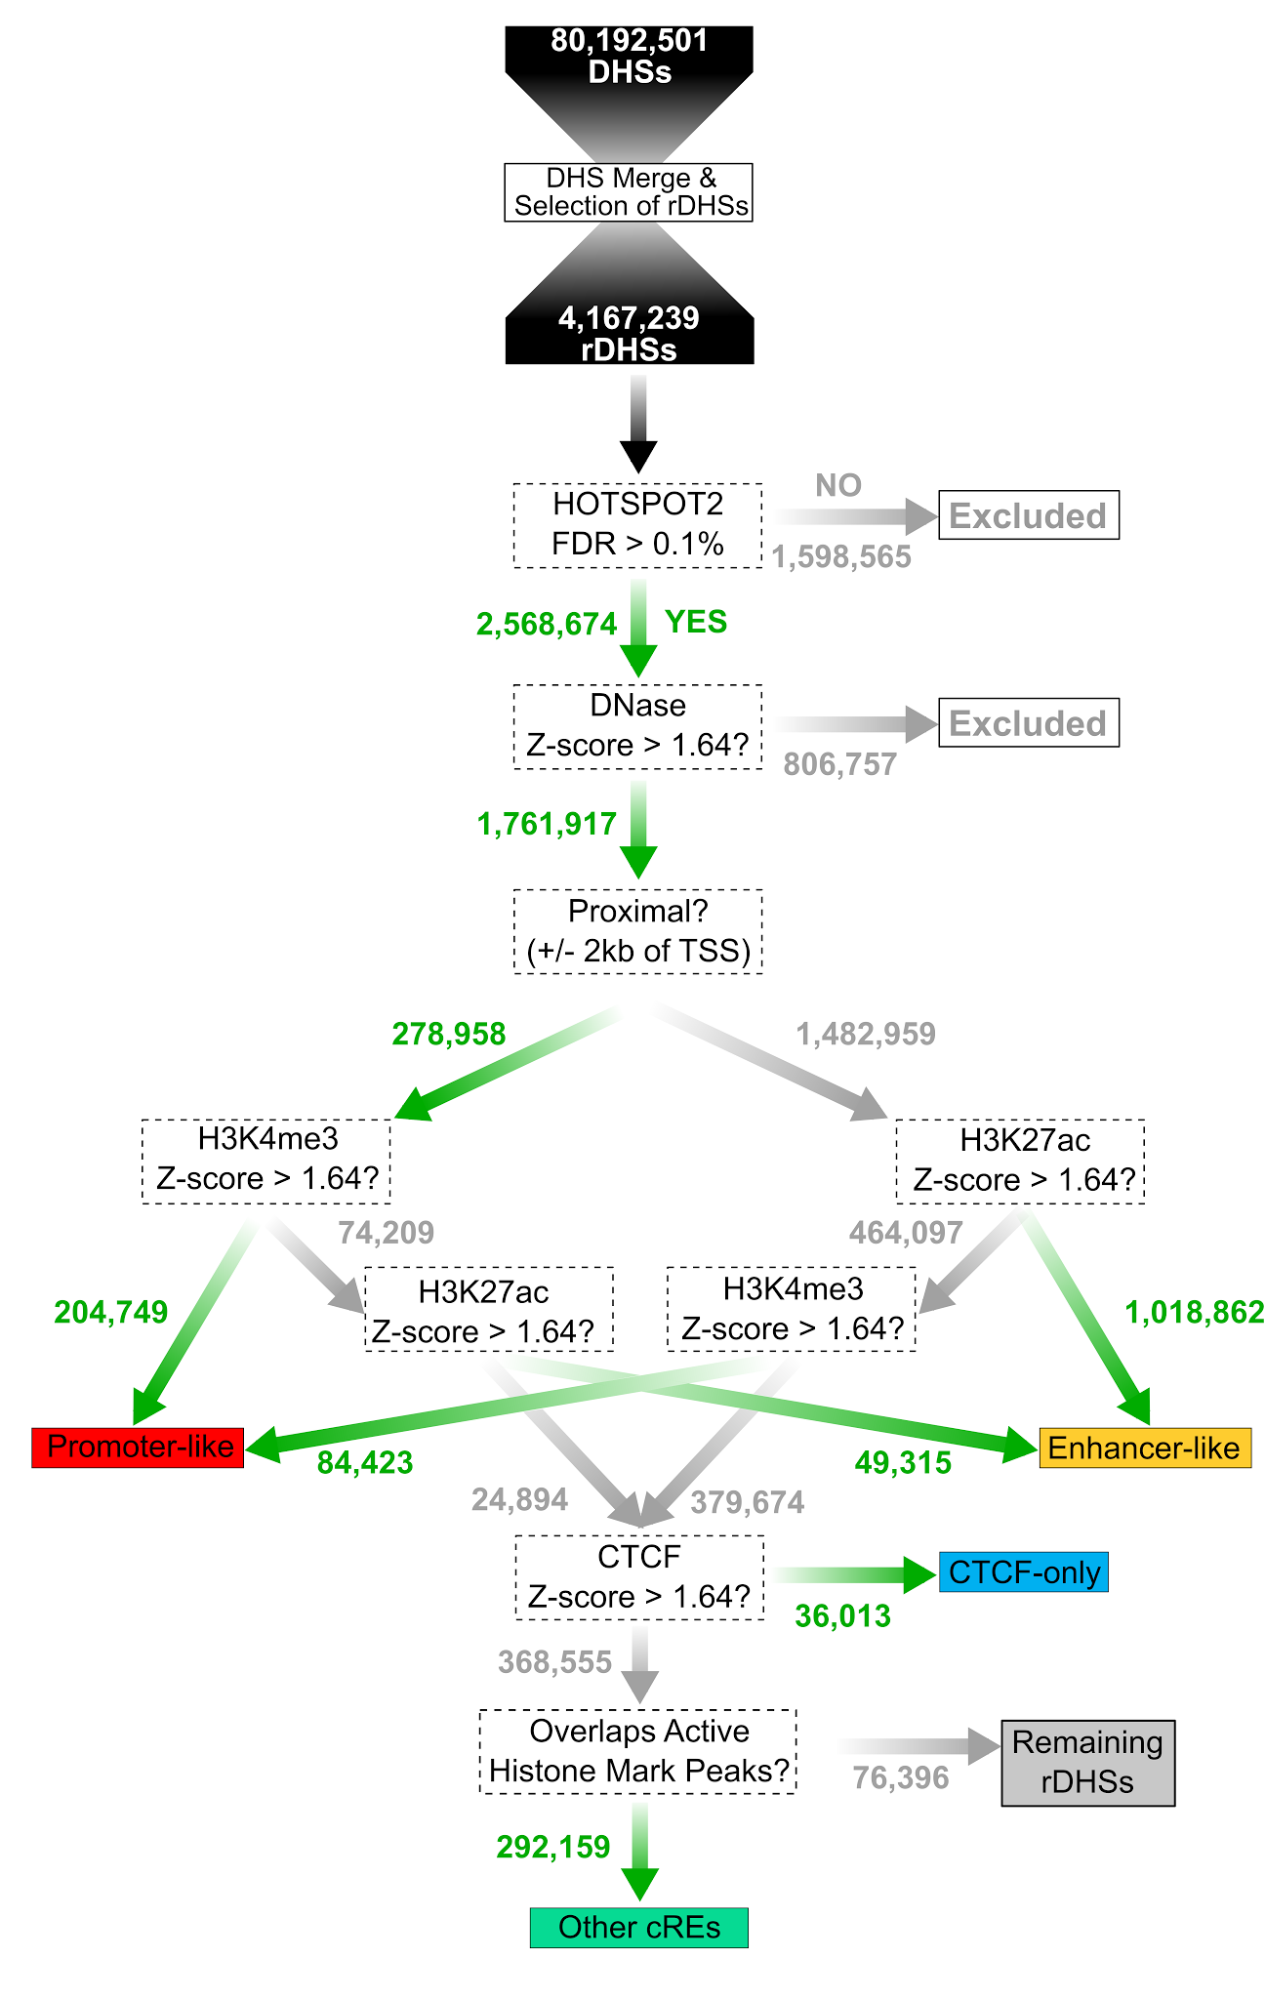 80,192,501
DHSs
DHS Merge &
Selection of rDHSs
4,167,239
rDHSs
HOTSPOT2
FDR > 0.1%
NO
1,598,565
Excluded
2,568,674
YES
DNase
Z-score > 1.64?
806,757
Excluded
1,761,917
Proximal?
(+/- 2kb of TSS)
278,958
1,482,959
H3K4me3
Z-score > 1.64?
H3K27ac
Z-score > 1.64?
74,209
464,097
204,749
H3K27ac
Z-score > 1.64?
H3K4me3
Z-score > 1.64?
1,018,862
Promoter-like
84,423
49,315
Enhancer-like
24,894
379,674
CTCF
Z-score > 1.64?
CTCF-only
36,013
368,555
Overlaps Active
Histone Mark Peaks?
76,396
Remaining
rDHSs
292,159
Other cREs